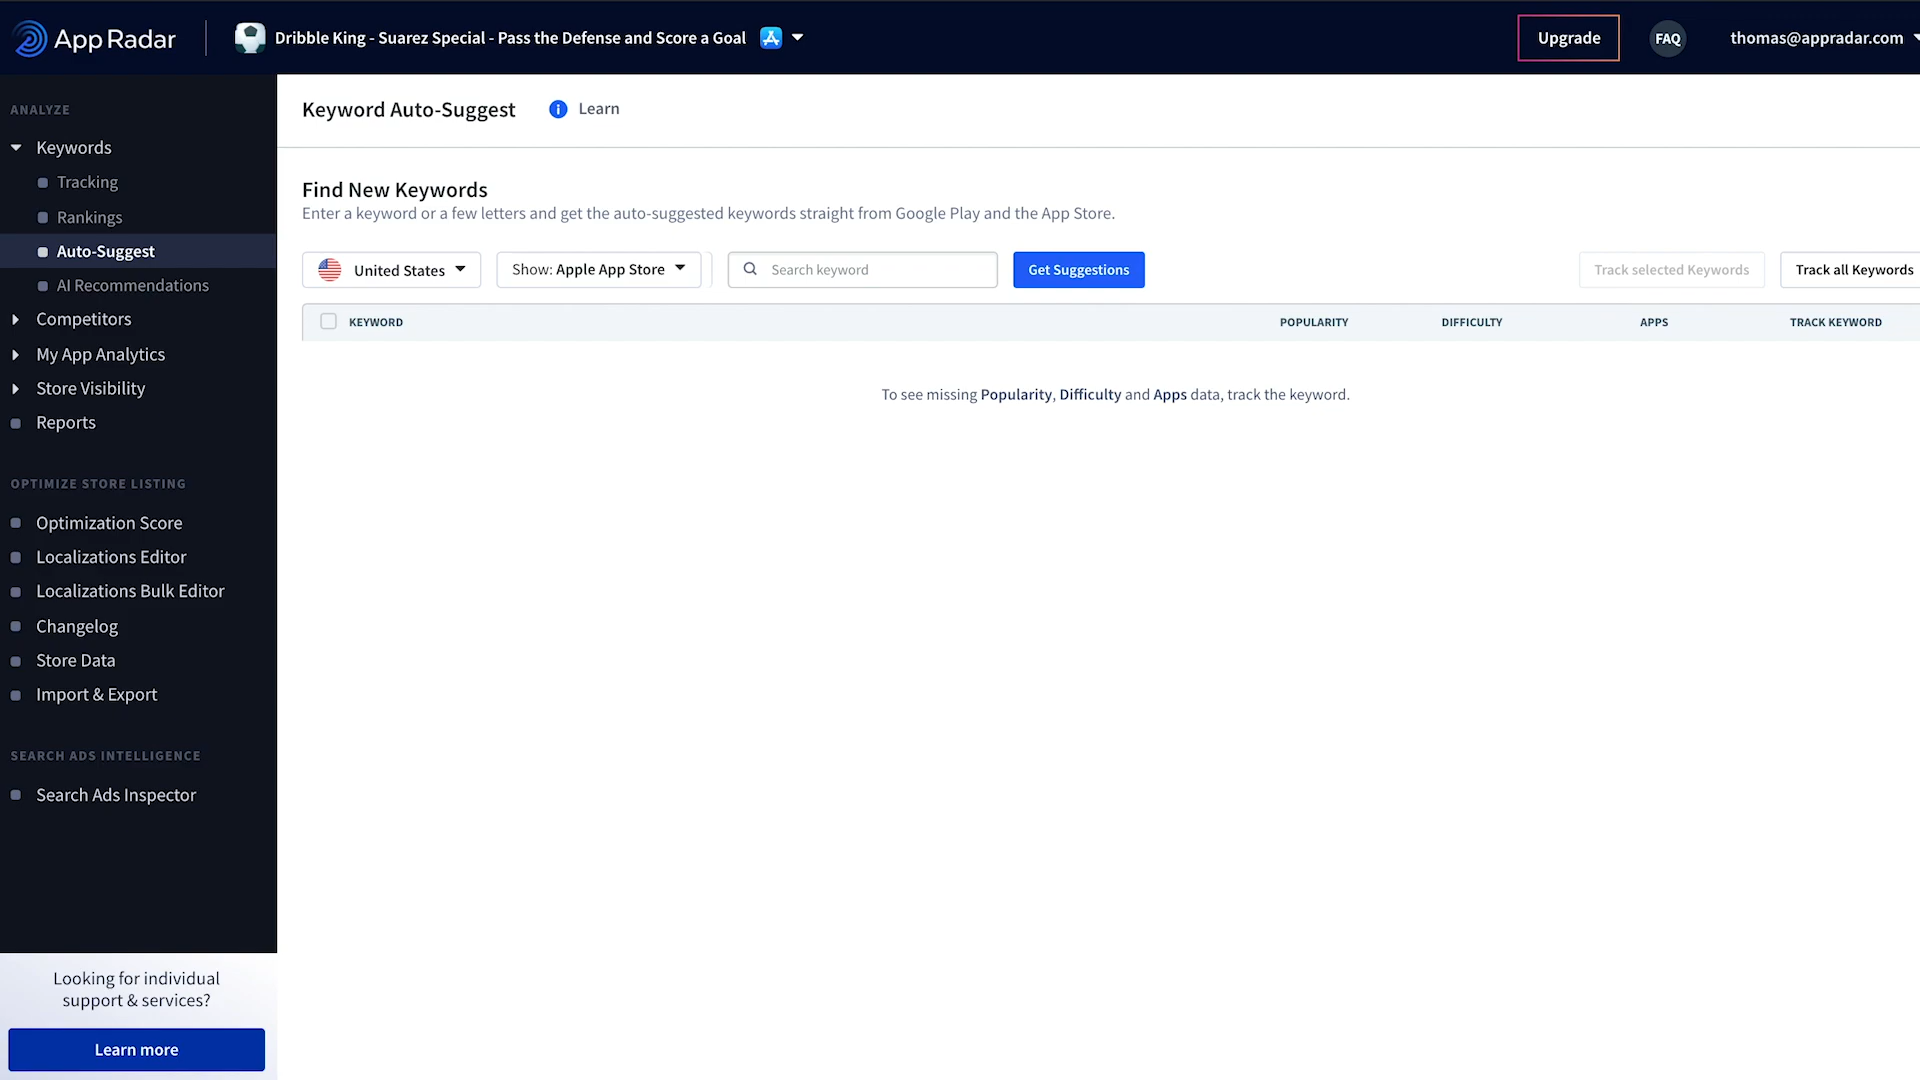 App Radar
Dribble King - Suarez Special - Pass the Defense and Score a Goal
Upgrade
FAQ
thomas@appradar.com
ANALYZE
Keywords
Tracking
Rankings
Auto-Suggest
AI Recommendations
Competitors
My App Analytics
Store Visibility
Reports
OPTIMIZE STORE LISTING
Optimization Score
Localizations Editor
Localizations Bulk Editor
Changelog
Store Data
Import & Export
SEARCH ADS INTELLIGENCE
Search Ads Inspector
Looking for individual
support & services?
Learn more
Keyword Auto-Suggest
i Learn
Find New Keywords
Enter a keyword or a few letters and get the auto-suggested keywords straight from Google Play and the App Store.
United States
Show: Apple App Store
Search keyword
Get Suggestions
Track selected Keywords
Track all Keywords
KEYWORD
POPULARITY
DIFFICULTY
APPS
TRACK KEYWORD
To see missing Popularity, Difficulty and Apps data, track the keyword.